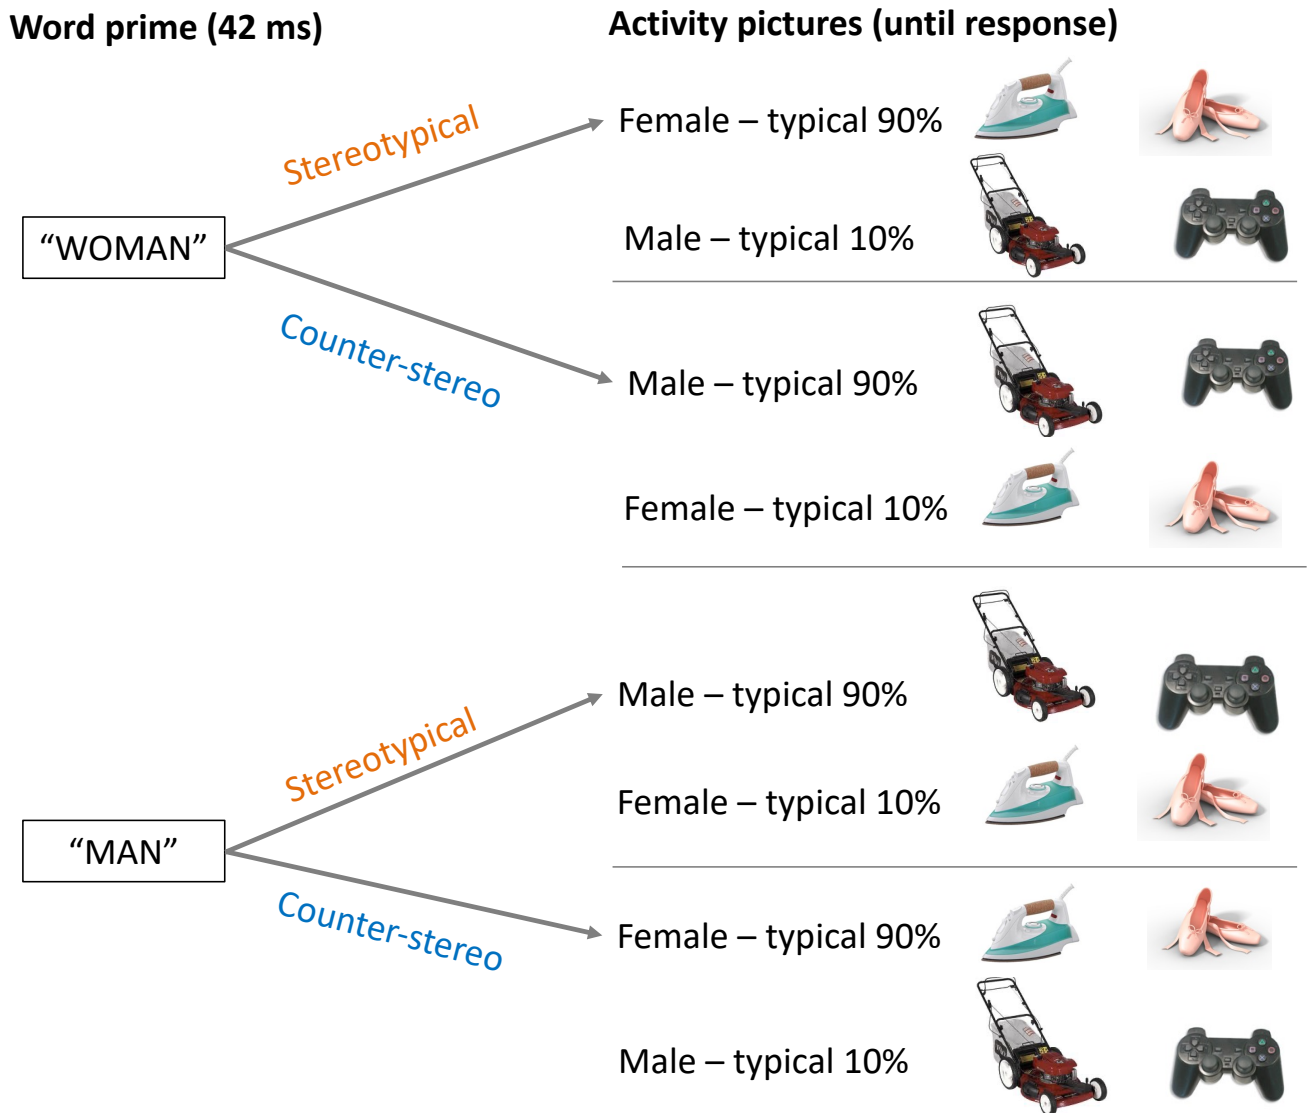 Word prime (42 ms)
Activity pictures (until response)
Stereotypical
Female – typical 90%
“WOMAN”
Male – typical 10%
Counter-stereo
Male – typical 90%
Female – typical 10%
Stereotypical
Male – typical 90%
Female – typical 10%
“MAN”
Counter-stereo
Female – typical 90%
Male – typical 10%